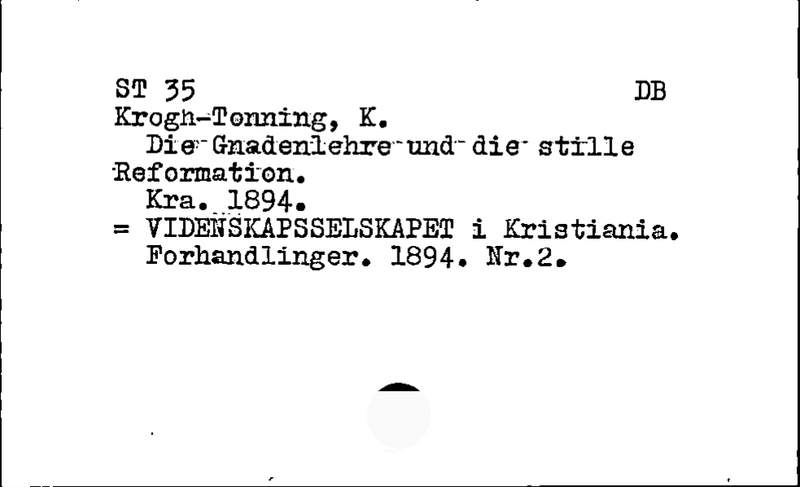 ST 35 DB
Krogh-Tonning, K.
Die Gnadenlehre und die stille
Reformation.
Kra. 1894.
= VIDENSKAPSSELSKAPET i Kristiania.
Forhandlinger. 1894. Nr.2.